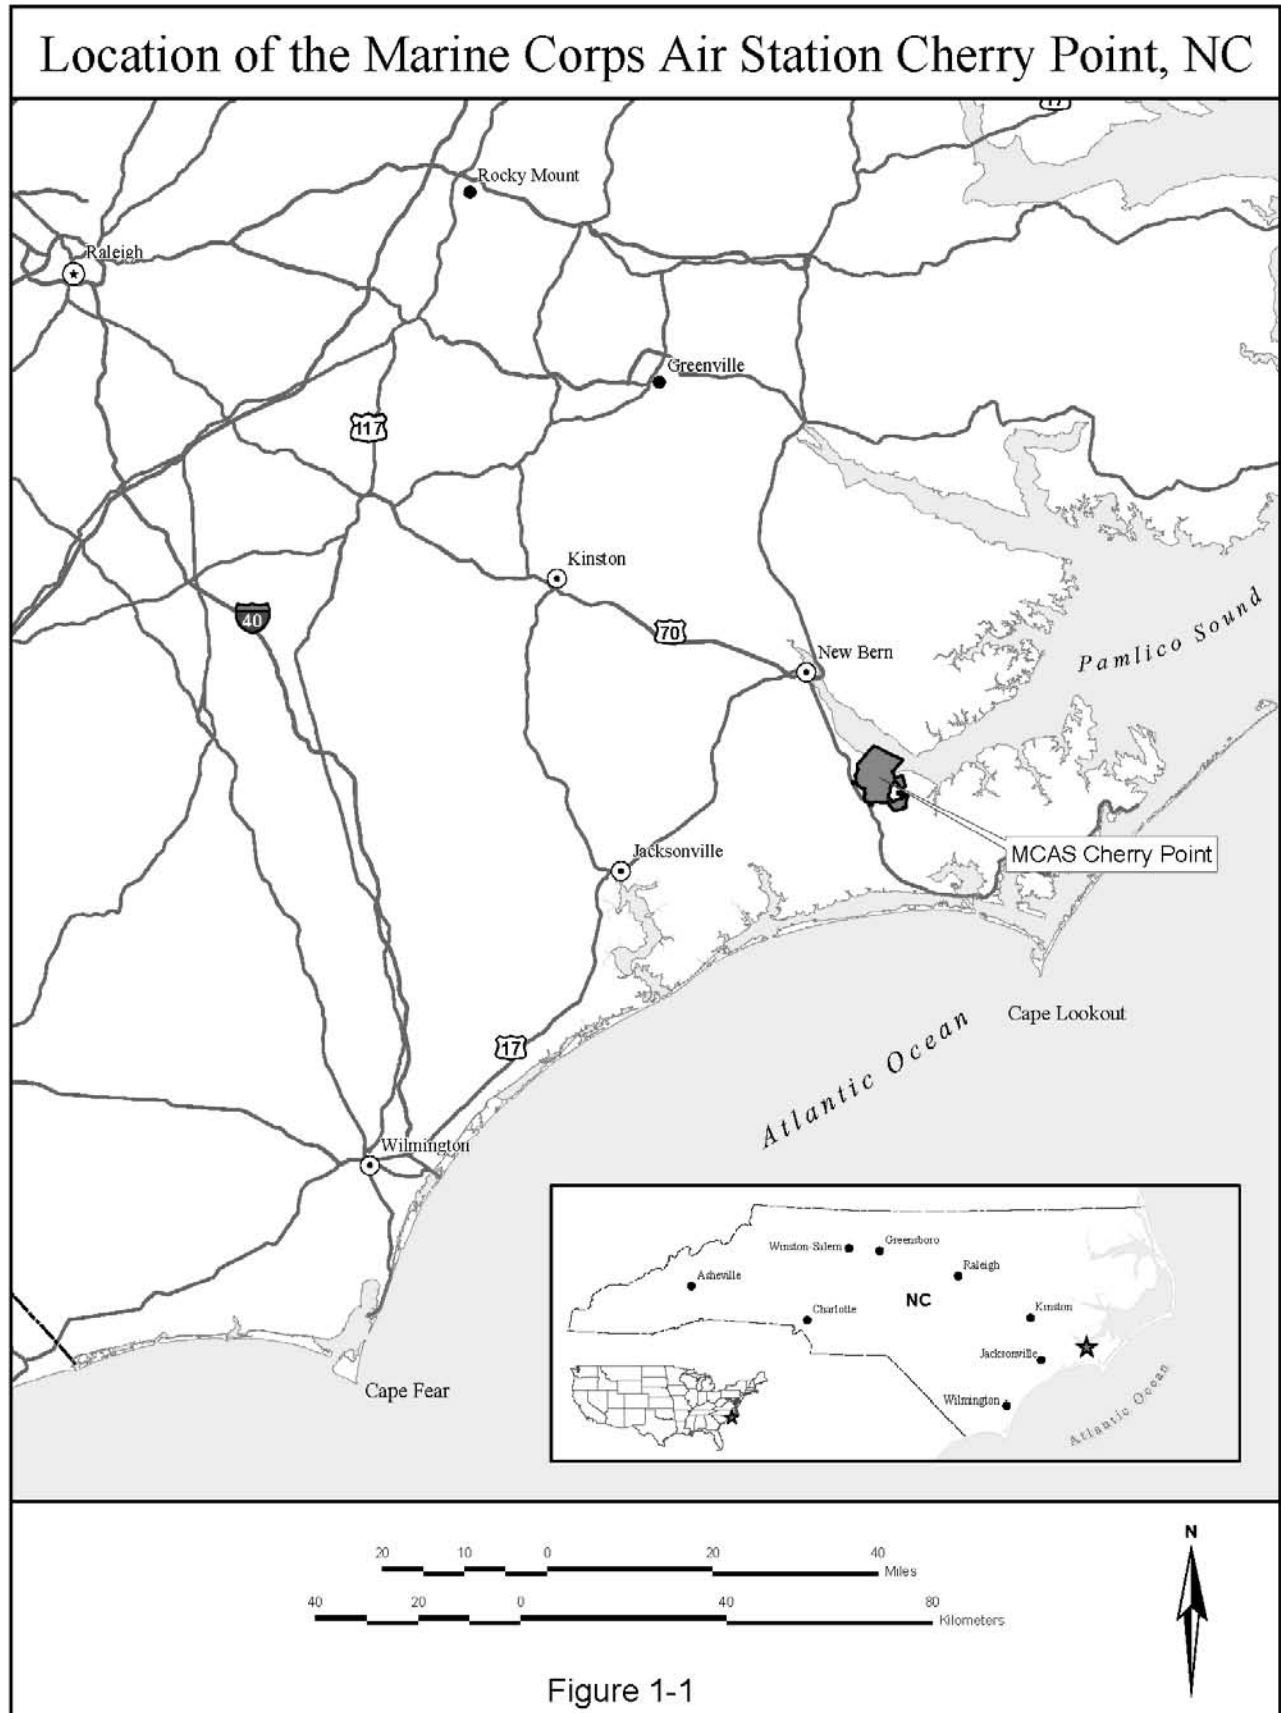 Location of the Marine Corps Air Station Cherry Point, NC
17
Rocky Mount
Raleigh
Greenville
117
Kinston
40
70
New Bern
Pamlico Sound
MCAS Cherry Point
Jacksonville
Cape Lookout
Atlantic Ocean
17
Wilmington
Cape Fear
Winston-Salem
Greensboro
Raleigh
Asheville
NC
Charlotte
Kinston
Jacksonville
Wilmington
Atlantic Ocean
20 10 0 20 40
Miles
40 20 0 40 80
Kilometers
N
Figure 1-1